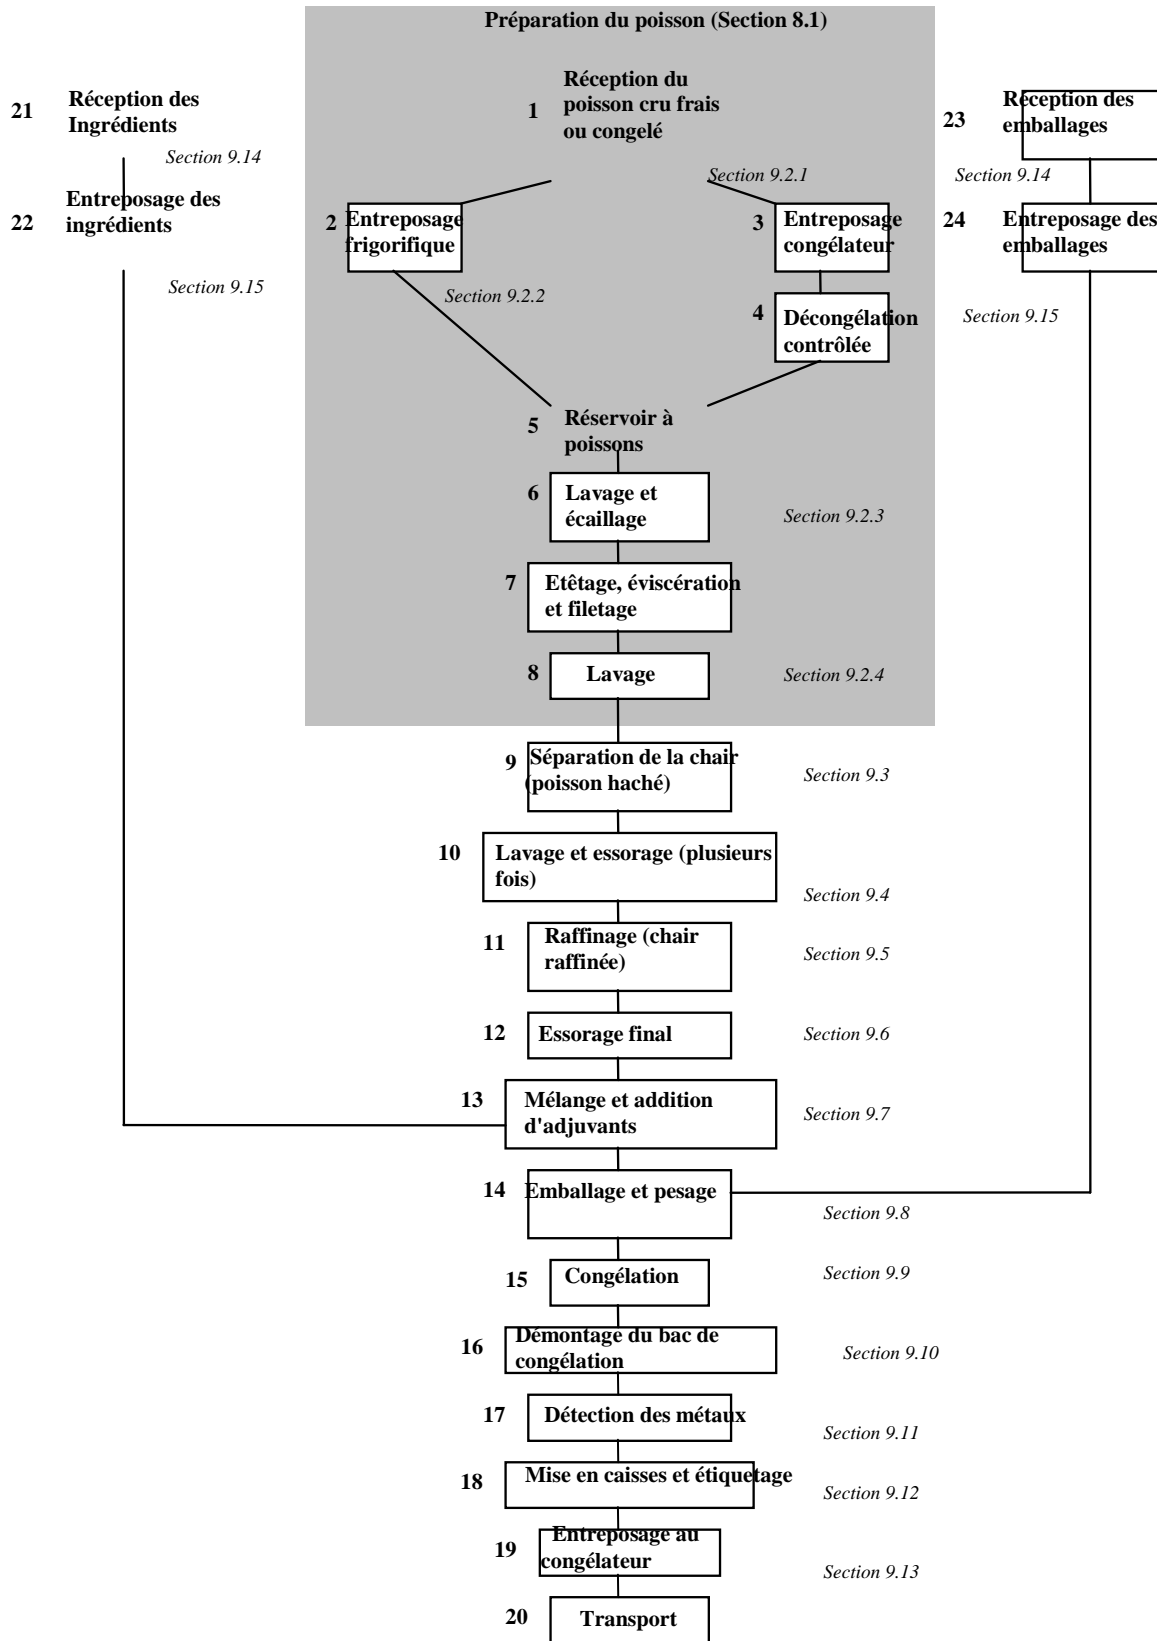 Préparation du poisson (Section 8.1)
21 Réception des
Ingrédients
Section 9.14
1 Réception du
poisson cru frais
ou congelé
23 Réception des
emballages
Section 9.2.1
Section 9.14
22 Entreposage des
ingrédients
Section 9.15
2 Entreposage
frigorifique
Section 9.2.2
3 Entreposage
congélateur
24 Entreposage des
emballages
4 Décongélation
contrôlée
Section 9.15
5 Réservoir à
poissons
6 Lavage et
écaillage
Section 9.2.3
7 Etêtage, éviscération
et filetage
8 Lavage
Section 9.2.4
9 Séparation de la chair
(poisson haché)
Section 9.3
10 Lavage et essorage (plusieurs
fois)
Section 9.4
11 Raffinage (chair
raffinée)
Section 9.5
12 Essorage final
Section 9.6
13 Mélange et addition
d'adjuvants
Section 9.7
14 Emballage et pesage
Section 9.8
15 Congélation
Section 9.9
16 Démontage du bac de
congélation
Section 9.10
17 Détection des métaux
Section 9.11
18 Mise en caisses et étiquetage
Section 9.12
19 Entreposage au
congélateur
Section 9.13
20 Transport